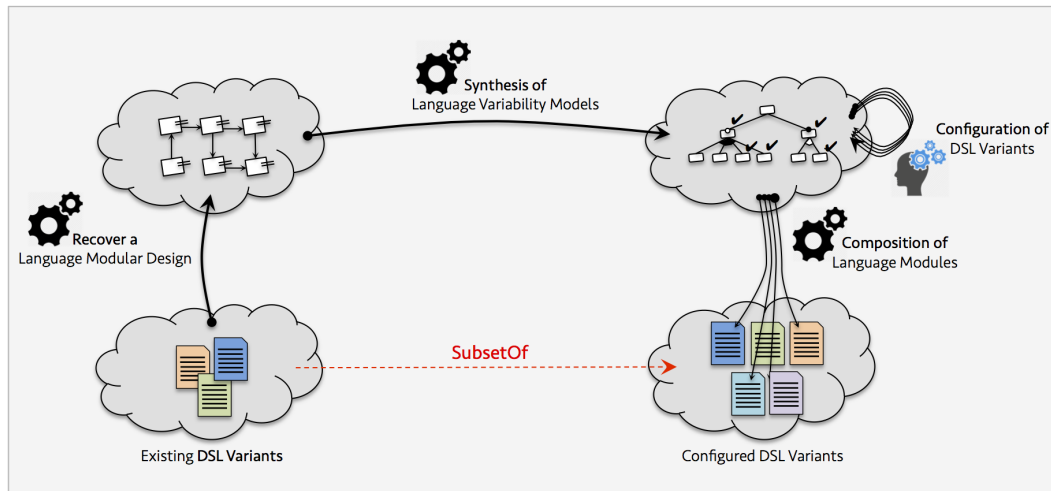 Synthesis of
Language Variability Models
Configuration of
DSL Variants
Recover a
Language Modular Design
Composition of
Language Modules
SubsetOf
Existing DSL Variants
Configured DSL Variants